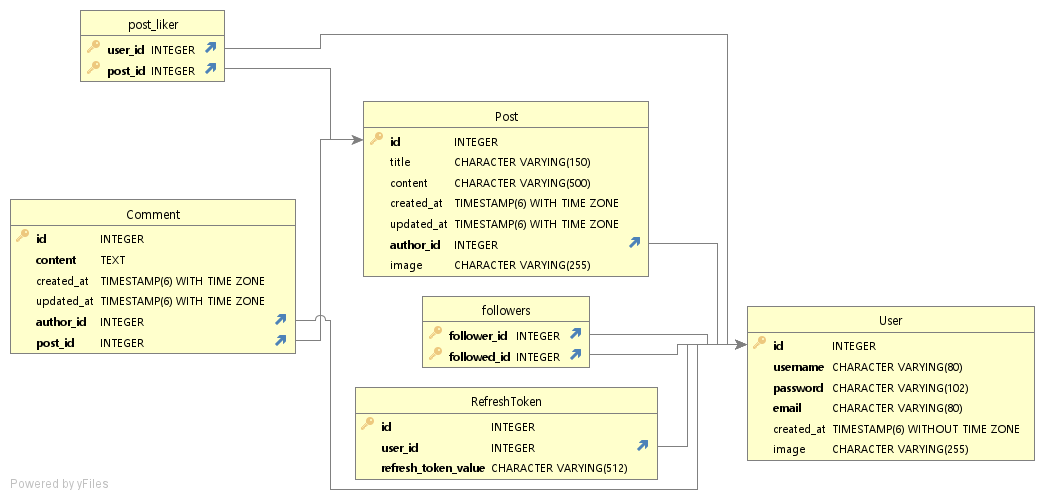 post_liker
user_id INTEGER
post_id INTEGER
Post
id INTEGER
title CHARACTER VARYING(150)
content CHARACTER VARYING(500)
created_at TIMESTAMP(6) WITH TIME ZONE
updated_at TIMESTAMP(6) WITH TIME ZONE
author_id INTEGER
image CHARACTER VARYING(255)
Comment
id INTEGER
content TEXT
created_at TIMESTAMP(6) WITH TIME ZONE
updated_at TIMESTAMP(6) WITH TIME ZONE
author_id INTEGER
post_id INTEGER
followers
follower_id INTEGER
followed_id INTEGER
User
id INTEGER
username CHARACTER VARYING(80)
password CHARACTER VARYING(102)
email CHARACTER VARYING(80)
created_at TIMESTAMP(6) WITHOUT TIME ZONE
image CHARACTER VARYING(255)
RefreshToken
id INTEGER
user_id INTEGER
refresh_token_value CHARACTER VARYING(512)
Powered by yFiles